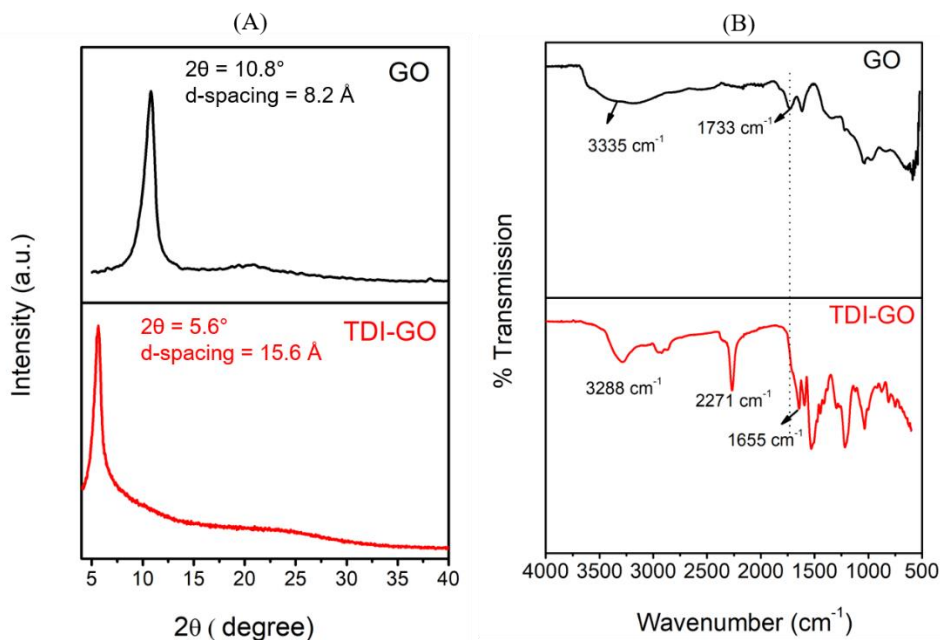 (A)
GO
2θ = 10.8°
d-spacing = 8.2 Å
TDI-GO
2θ = 5.6°
d-spacing = 15.6 Å
Intensity (a.u.)
5 10 15 20 25 30 35 40
2θ ( degree)
(B)
GO
3335 cm⁻¹
1733 cm⁻¹
TDI-GO
3288 cm⁻¹
2271 cm⁻¹
1655 cm⁻¹
% Transmission
4000 3500 3000 2500 2000 1500 1000 500
Wavenumber (cm⁻¹)